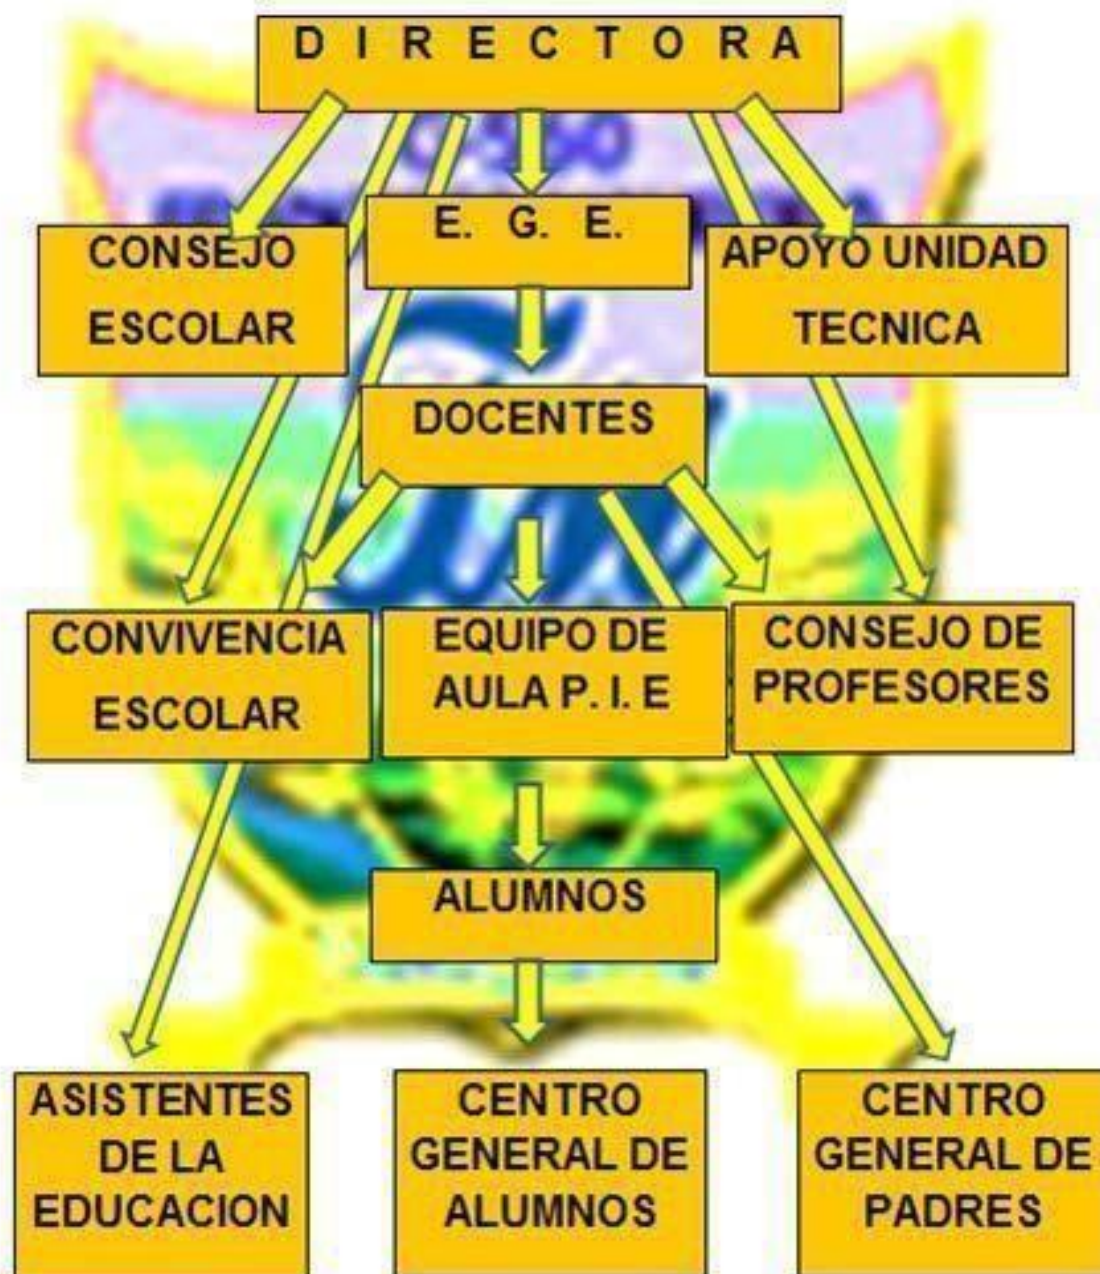 D I R E C T O R A
E. G. E.
CONSEJO
ESCOLAR
APOYO UNIDAD
TECNICA
DOCENTES
CONVIVENCIA
ESCOLAR
EQUIPO DE
AULA P. I. E
CONSEJO DE
PROFESORES
ALUMNOS
ASISTENTES
DE LA
EDUCACION
CENTRO
GENERAL DE
ALUMNOS
CENTRO
GENERAL DE
PADRES